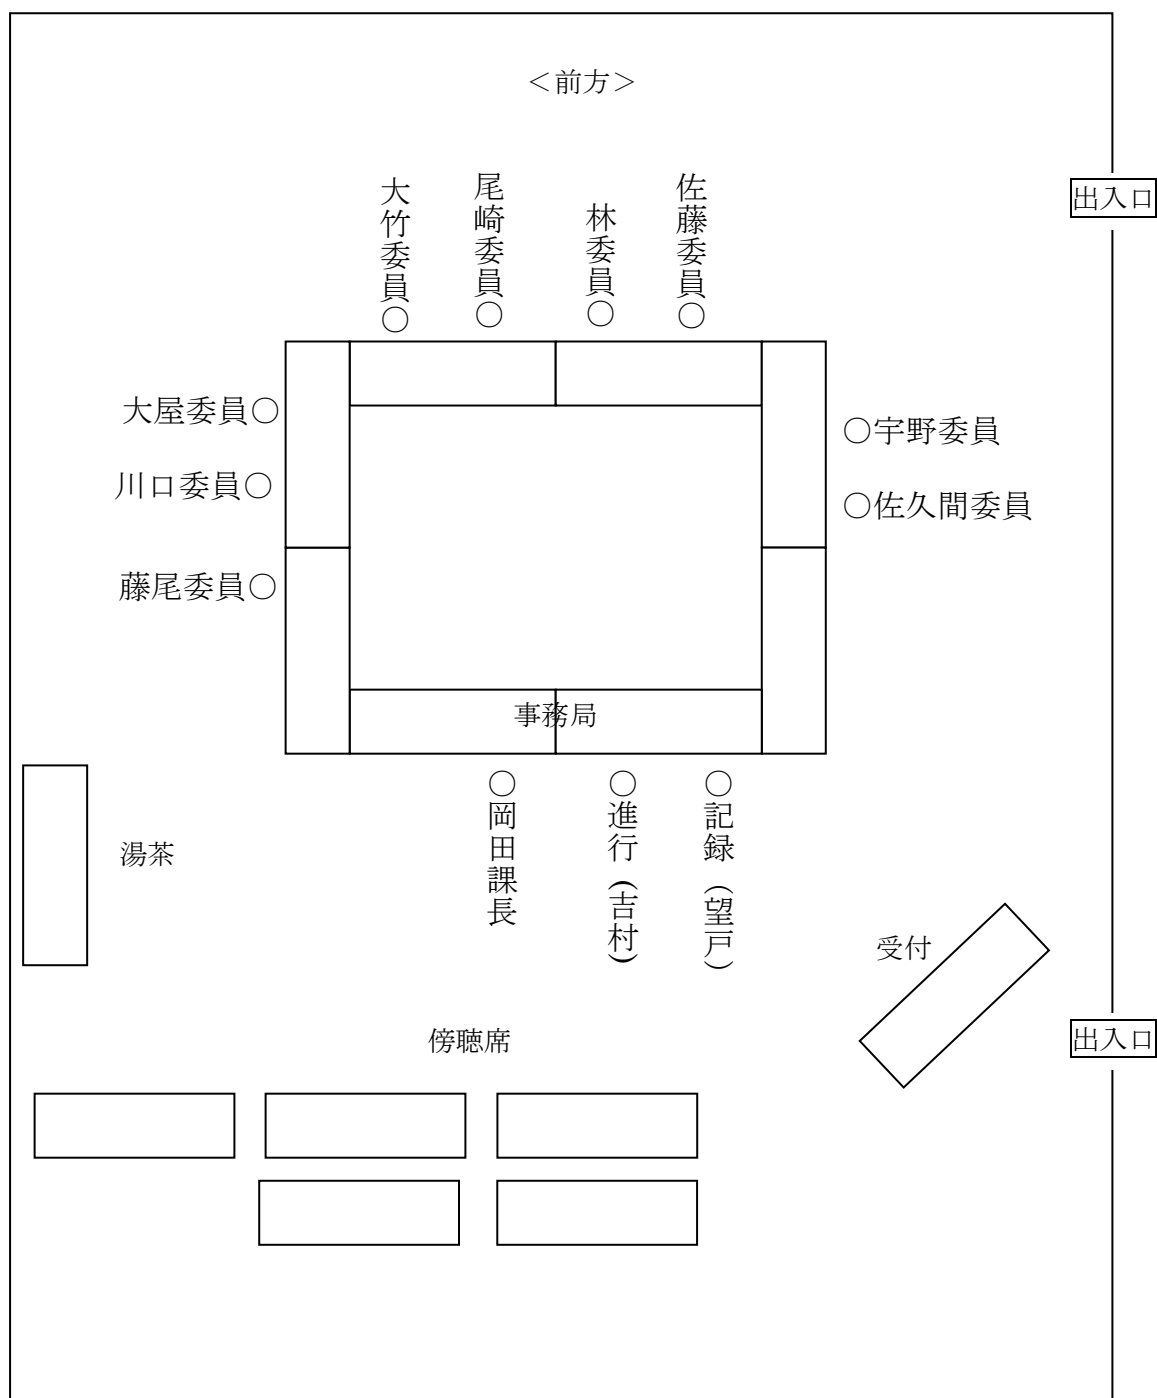 ＜前方＞
出入口
大竹委員○
尾崎委員○
林委員○
佐藤委員○
大屋委員○
川口委員○
藤尾委員○
○宇野委員
○佐久間委員
事務局
○岡田課長
○進行（吉村）
○記録（望戸）
湯茶
受付
傍聴席
出入口